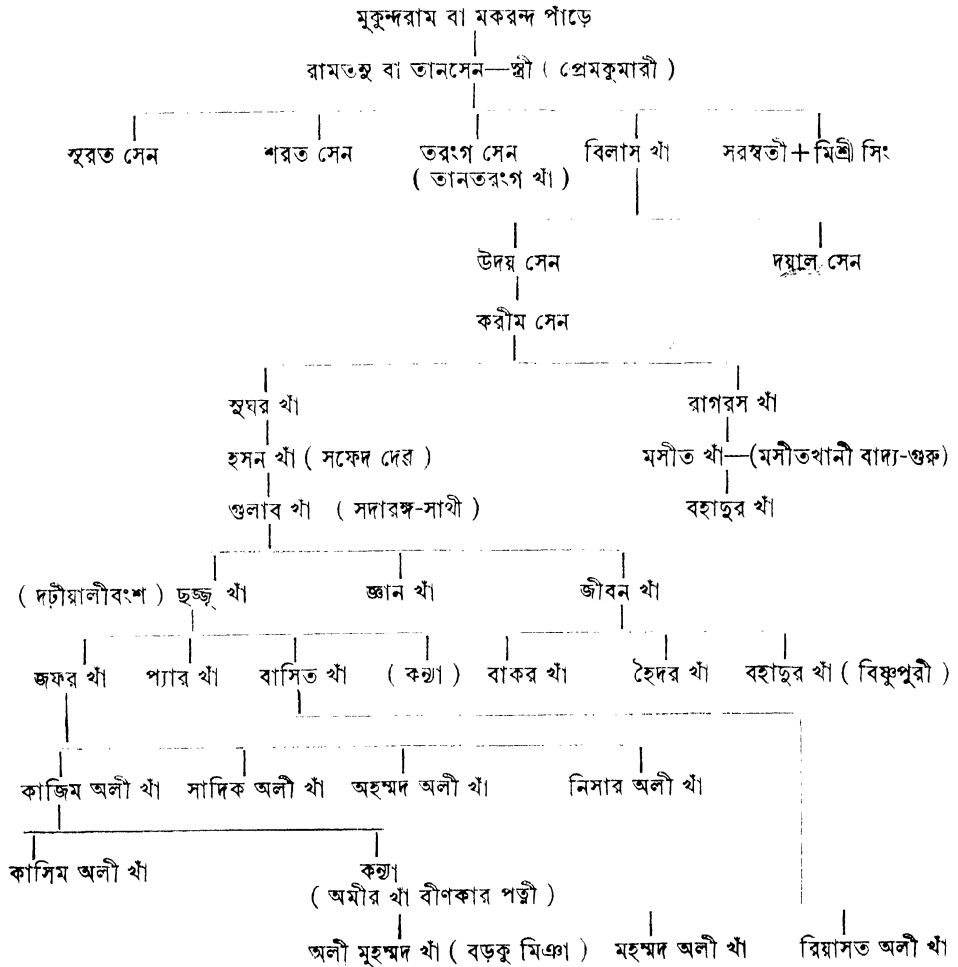 মুকুন্দরাম বা মকরন্দ পাঁড়ে
রামতনু বা তানসেন—স্ত্রী ( প্রেমকুমারী )
সুরত সেন শরত সেন তরংগ সেন বিলাস খাঁ সরস্বতী + মিশ্রী সিং
( তানতরংগ খাঁ )
উদয় সেন দয়াল সেন
করীম সেন
সুঘর খাঁ রাগরস খাঁ
হসন খাঁ ( সফেদ দেব ) মসীত খাঁ—(মসীতখানী বাদ্য-গুরু)
গুলাব খাঁ ( সদারঙ্গ-সাথী ) বহাদুর খাঁ
( দঢ়ীয়ালীবংশ ) ছজ্জু খাঁ জ্ঞান খাঁ জীবন খাঁ
জফর খাঁ প্যার খাঁ বাসিত খাঁ ( কন্যা ) বাকর খাঁ হৈদর খাঁ বহাদুর খাঁ ( বিষ্ণুপুরী )
কাজিম অলী খাঁ সাদিক অলী খাঁ অহম্মদ অলী খাঁ নিসার অলী খাঁ
কাসিম অলী খাঁ কন্যা
( অমীর খাঁ বীণকার পত্নী )
অলী মুহম্মদ খাঁ ( বড়কু মিঞা ) মহম্মদ অলী খাঁ রিয়াসত অলী খাঁ